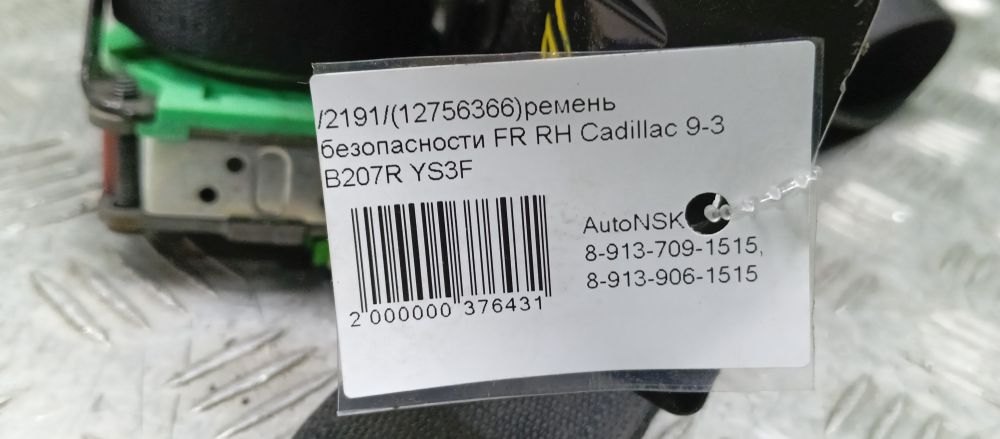 /2191/(12756366)ремень
безопасности FR RH Cadillac 9-3
B207R YS3F
AutoNSK
8-913-709-1515,
8-913-906-1515
2 000000 376431